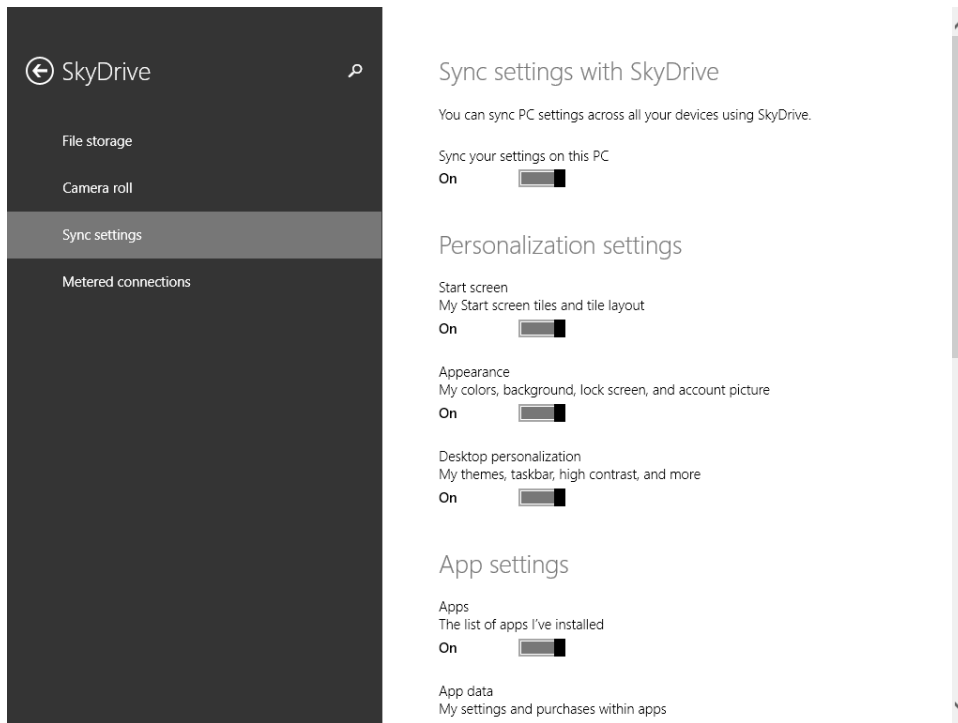 SkyDrive
File storage
Camera roll
Sync settings
Metered connections
Sync settings with SkyDrive
You can sync PC settings across all your devices using SkyDrive.
Sync your settings on this PC
On
Personalization settings
Start screen
My Start screen tiles and tile layout
On
Appearance
My colors, background, lock screen, and account picture
On
Desktop personalization
My themes, taskbar, high contrast, and more
On
App settings
Apps
The list of apps I've installed
On
App data
My settings and purchases within apps